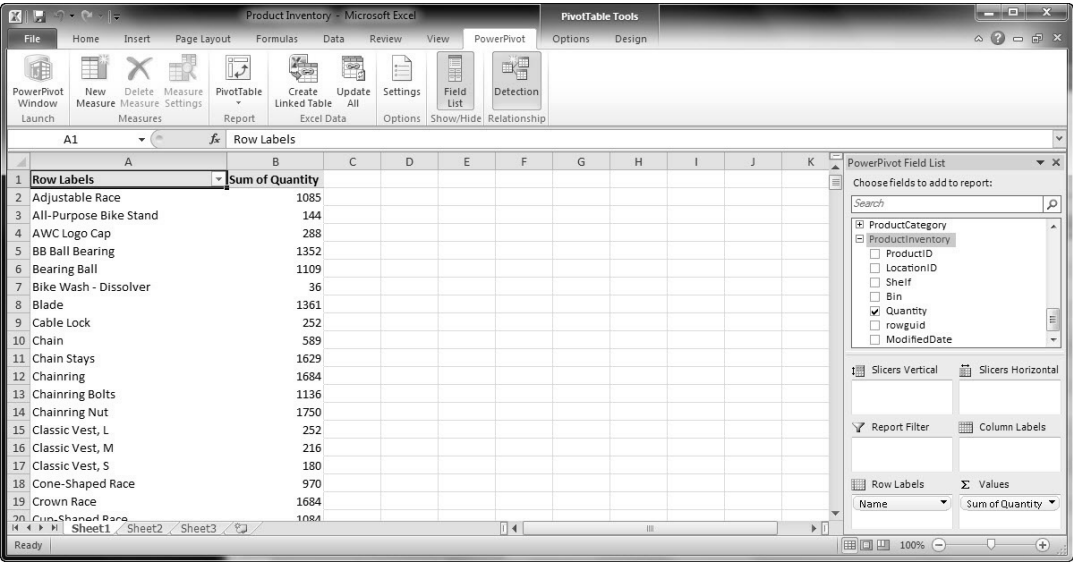 Product Inventory - Microsoft Excel
PivotTable Tools
File Home Insert Page Layout Formulas Data Review View PowerPivot Options Design
PowerPivot Window
New Measure
Delete Measure
Measure Settings
PivotTable
Create Linked Table
Update All
Settings
Field List
Detection
Launch Measures Report Excel Data Options Show/Hide Relationship
A1 fx Row Labels
A B C D E F G H I J K
1 Row Labels Sum of Quantity
2 Adjustable Race 1085
3 All-Purpose Bike Stand 144
4 AWC Logo Cap 288
5 BB Ball Bearing 1352
6 Bearing Ball 1109
7 Bike Wash - Dissolver 36
8 Blade 1361
9 Cable Lock 252
10 Chain 589
11 Chain Stays 1629
12 Chainring 1684
13 Chainring Bolts 1136
14 Chainring Nut 1750
15 Classic Vest, L 252
16 Classic Vest, M 216
17 Classic Vest, S 180
18 Cone-Shaped Race 970
19 Crown Race 1684
20 Cup-Shaped Race 1084
Sheet1 Sheet2 Sheet3
Ready
100%
PowerPivot Field List
Choose fields to add to report:
Search
ProductCategory
ProductInventory
ProductID
LocationID
Shelf
Bin
Quantity
rowguid
ModifiedDate
Slicers Vertical
Slicers Horizontal
Report Filter
Column Labels
Row Labels
Σ Values
Name
Sum of Quantity